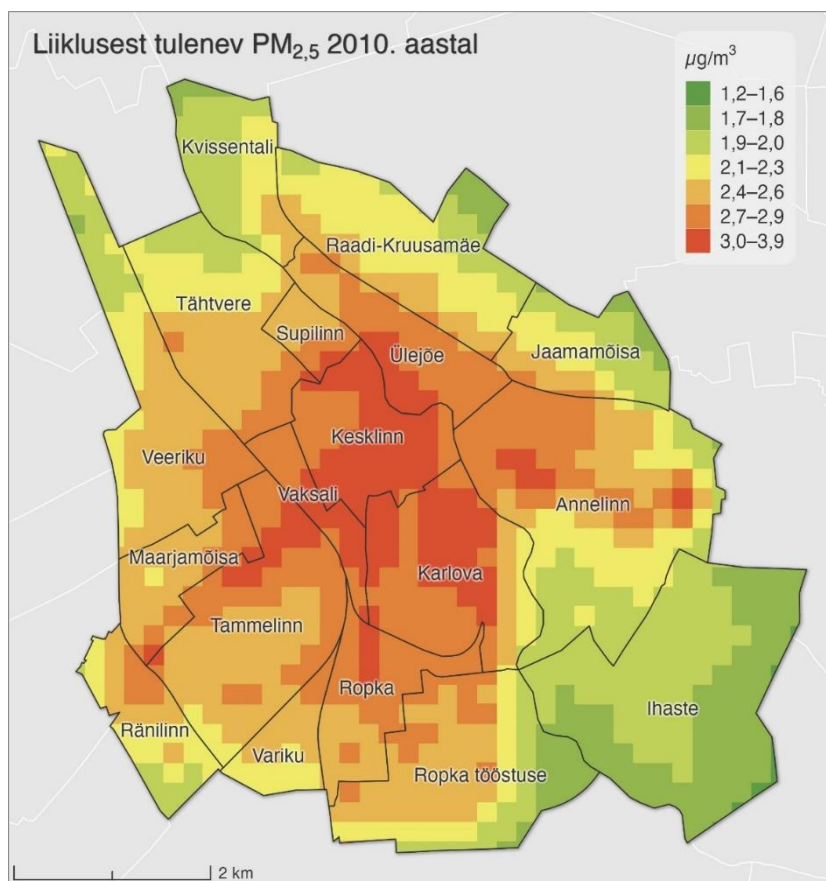 Liiklusest tulenev PM2,5 2010. aastal
µg/m³
1,2–1,6
1,7–1,8
1,9–2,0
2,1–2,3
2,4–2,6
2,7–2,9
3,0–3,9
Kvissentali
Raadi-Kruusamäe
Tähtvere
Supilinn
Ülejõe
Jaamamõisa
Kesklinn
Veeriku
Vaksali
Annelinn
Maarjamõisa
Karlova
Tammelinn
Ropka
Ihaste
Ränilinn
Variku
Ropka tööstuse
2 km